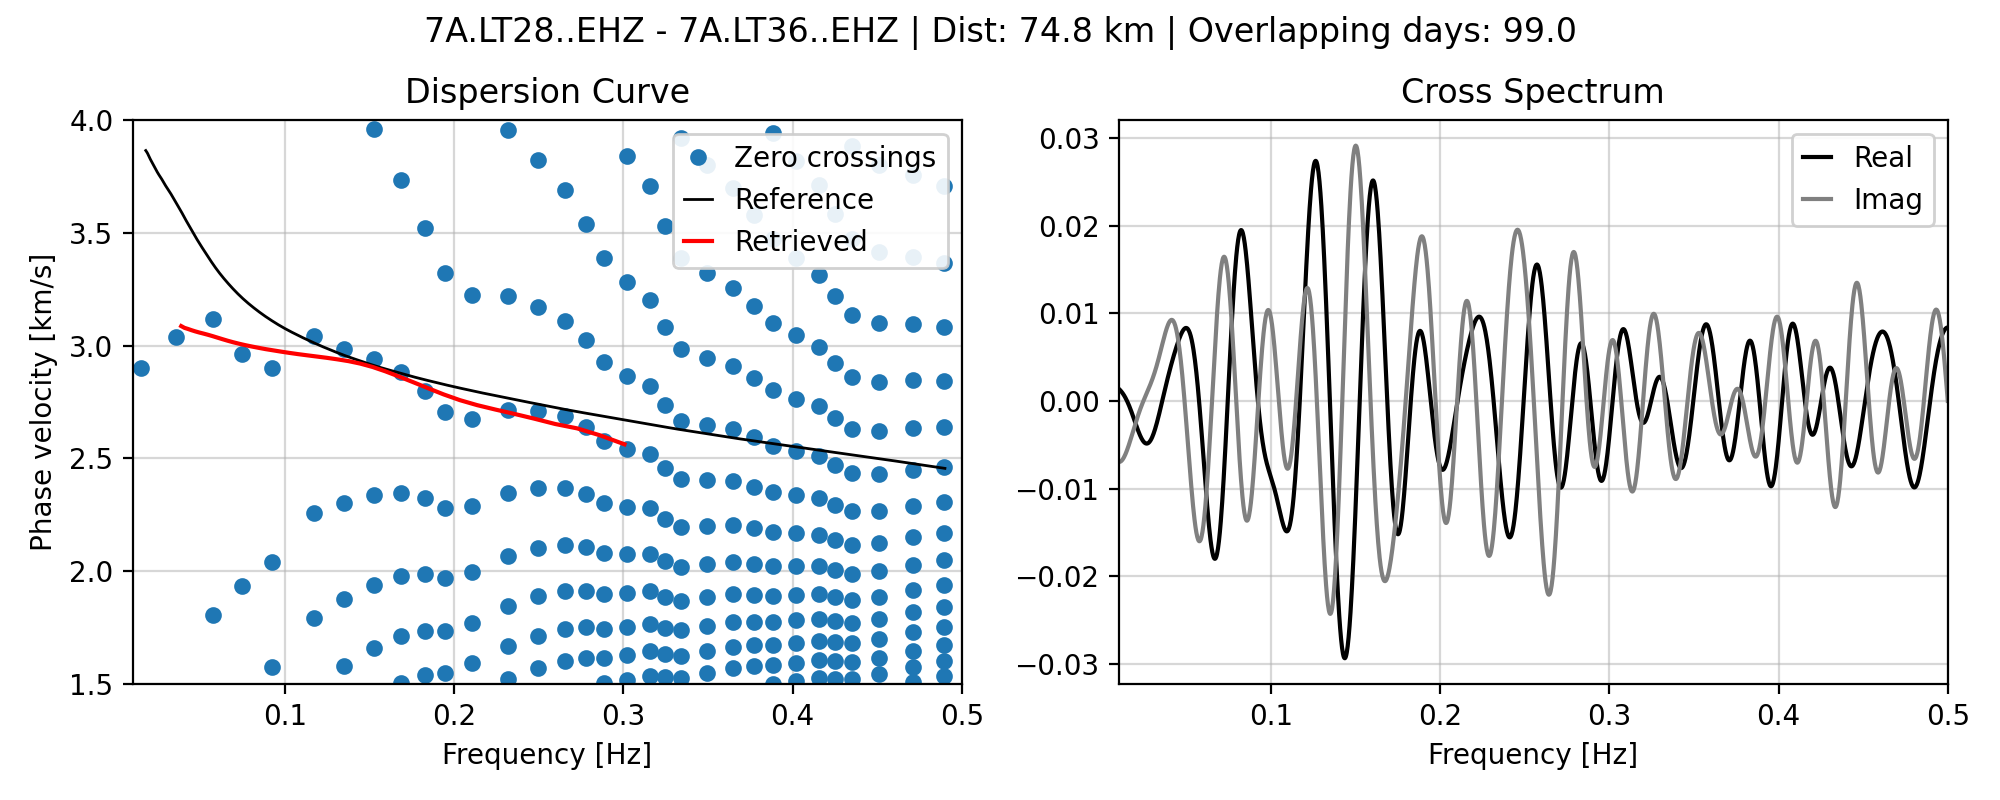 7A.LT28..EHZ - 7A.LT36..EHZ | Dist: 74.8 km | Overlapping days: 99.0
Dispersion Curve
Phase velocity [km/s]
4.0
3.5
3.0
2.5
2.0
1.5
0.1 0.2 0.3 0.4 0.5
Frequency [Hz]
Zero crossings
Reference
Retrieved
Cross Spectrum
0.03
0.02
0.01
0.00
−0.01
−0.02
−0.03
0.1 0.2 0.3 0.4 0.5
Frequency [Hz]
Real
Imag